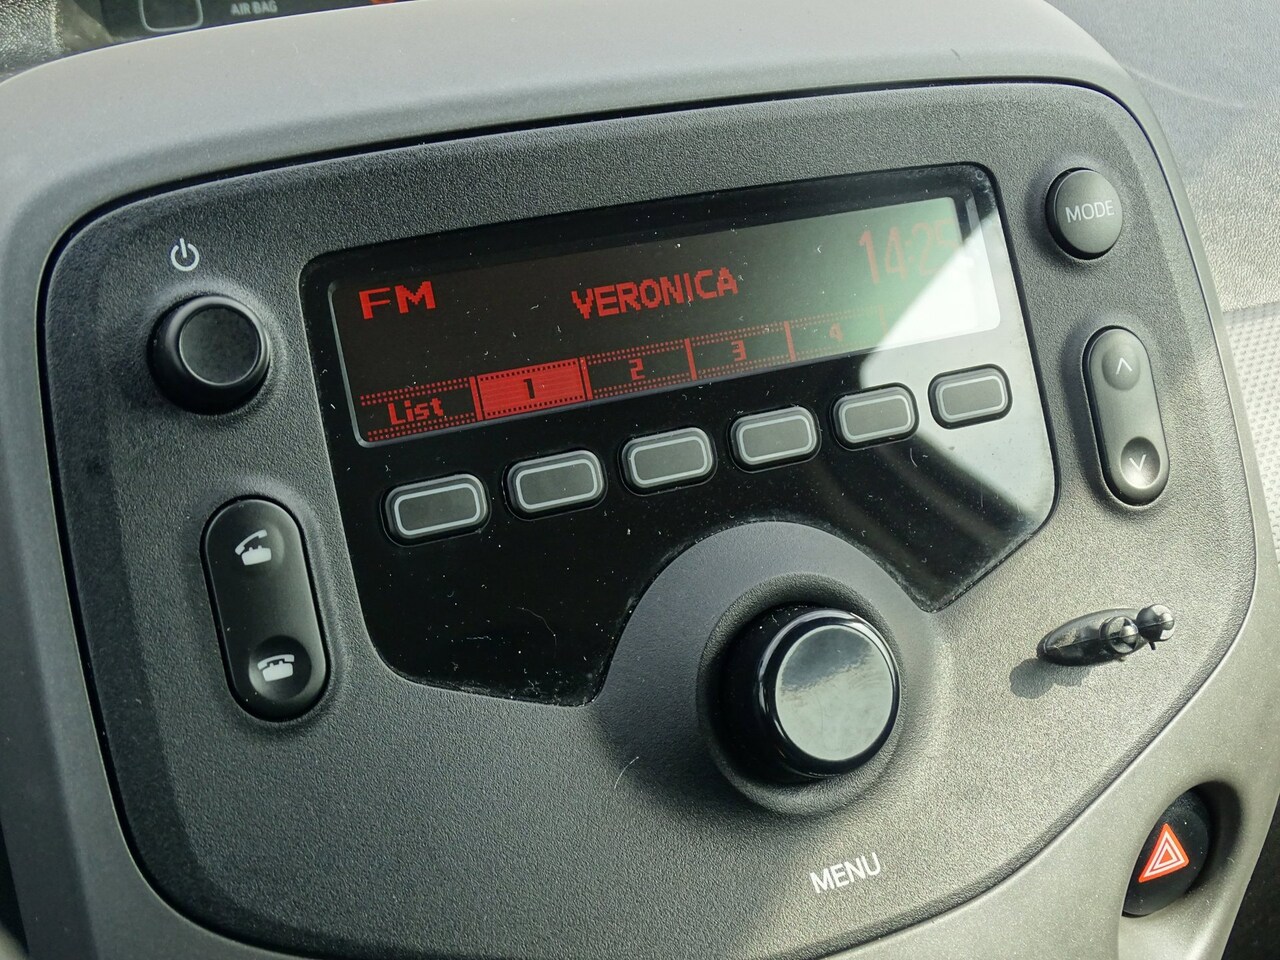 AIR BAG
MODE
FM VERONICA 14:25
List 1 2 3 4
MENU